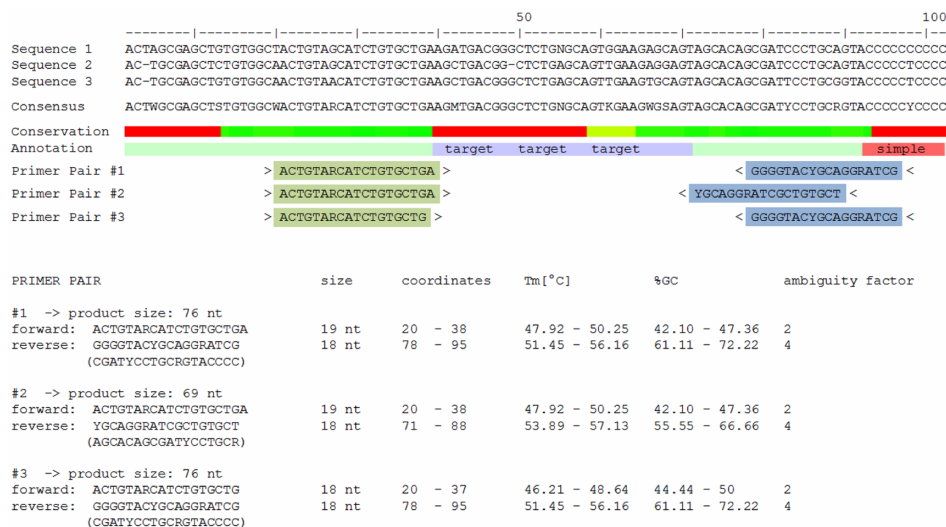 50 100
--------|---------|---------|---------|---------|---------|---------|---------|---------|---------|
Sequence 1 ACTAGCGAGCTGTGTGGCTACTGTAGCATCTGTGCTGAAGATGACGGGCTCTGNGCAGTGGAAGAGCAGTAGCACAGCGATCCCTGCAGTACCCCCCCCCC
Sequence 2 AC-TGCGAGCTCTGTGGCAACTGTAGCATCTGTGCTGAAGCTGACGG-CTCTGAGCAGTTGAAGAGGAGTAGCACAGCGATCCCTGCAGTACCCCCTCCCC
Sequence 3 AC-TGCGAGCTCTGTGGCAACTGTAACATCTGTGCTGAAGCTGACGGGCTCTGAGCAGTTGAAGTGCAGTAGCACAGCGATTCCTGCGGTACCCCCTCCCC
Consensus ACTWGCGAGCTSTGTGGCWACTGTARCATCTGTGCTGAAGMTGACGGGCTCTGNGCAGTKGAAGWGSAGTAGCACAGCGATYCCTGCRGTACCCCCYCCCC
Conservation
Annotation target target target simple
Primer Pair #1 > ACTGTARCATCTGTGCTGA > < GGGGTACYGCAGGRATCG <
Primer Pair #2 > ACTGTARCATCTGTGCTGA > < YGCAGGRATCGCTGTGCT <
Primer Pair #3 > ACTGTARCATCTGTGCTG > < GGGGTACYGCAGGRATCG <
PRIMER PAIR size coordinates Tm[°C] %GC ambiguity factor
#1 -> product size: 76 nt
forward: ACTGTARCATCTGTGCTGA 19 nt 20 - 38 47.92 - 50.25 42.10 - 47.36 2
reverse: GGGGTACYGCAGGRATCG 18 nt 78 - 95 51.45 - 56.16 61.11 - 72.22 4
(CGATYCCTGCRGTACCCC)
#2 -> product size: 69 nt
forward: ACTGTARCATCTGTGCTGA 19 nt 20 - 38 47.92 - 50.25 42.10 - 47.36 2
reverse: YGCAGGRATCGCTGTGCT 18 nt 71 - 88 53.89 - 57.13 55.55 - 66.66 4
(AGCACAGCGATYCCTGCR)
#3 -> product size: 76 nt
forward: ACTGTARCATCTGTGCTG 18 nt 20 - 37 46.21 - 48.64 44.44 - 50 2
reverse: GGGGTACYGCAGGRATCG 18 nt 78 - 95 51.45 - 56.16 61.11 - 72.22 4
(CGATYCCTGCRGTACCCC)